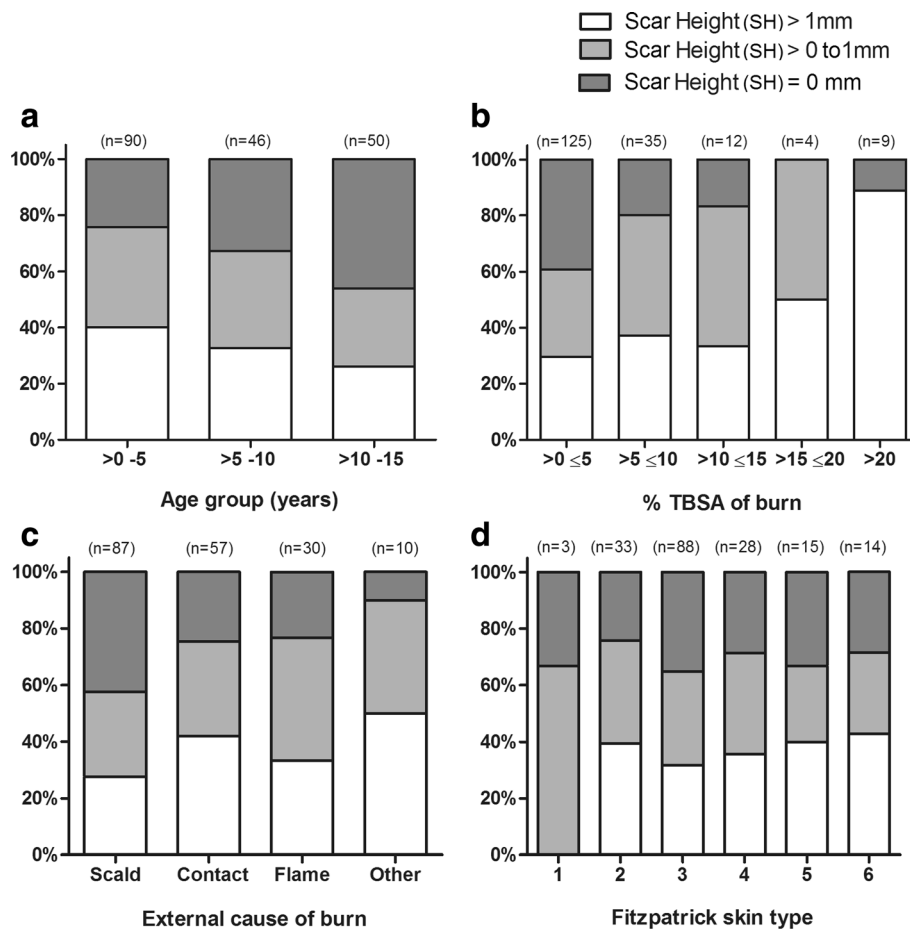 Scar Height (SH) > 1mm
Scar Height (SH) > 0 to1mm
Scar Height (SH) = 0 mm
a
(n=90) (n=46) (n=50)
100%
80%
60%
40%
20%
0%
>0 -5 >5 -10 >10 -15
Age group (years)
b
(n=125) (n=35) (n=12) (n=4) (n=9)
100%
80%
60%
40%
20%
0%
>0 ≤5 >5 ≤10 >10 ≤15 >15 ≤20 >20
% TBSA of burn
c
(n=87) (n=57) (n=30) (n=10)
100%
80%
60%
40%
20%
0%
Scald Contact Flame Other
External cause of burn
d
(n=3) (n=33) (n=88) (n=28) (n=15) (n=14)
100%
80%
60%
40%
20%
0%
1 2 3 4 5 6
Fitzpatrick skin type